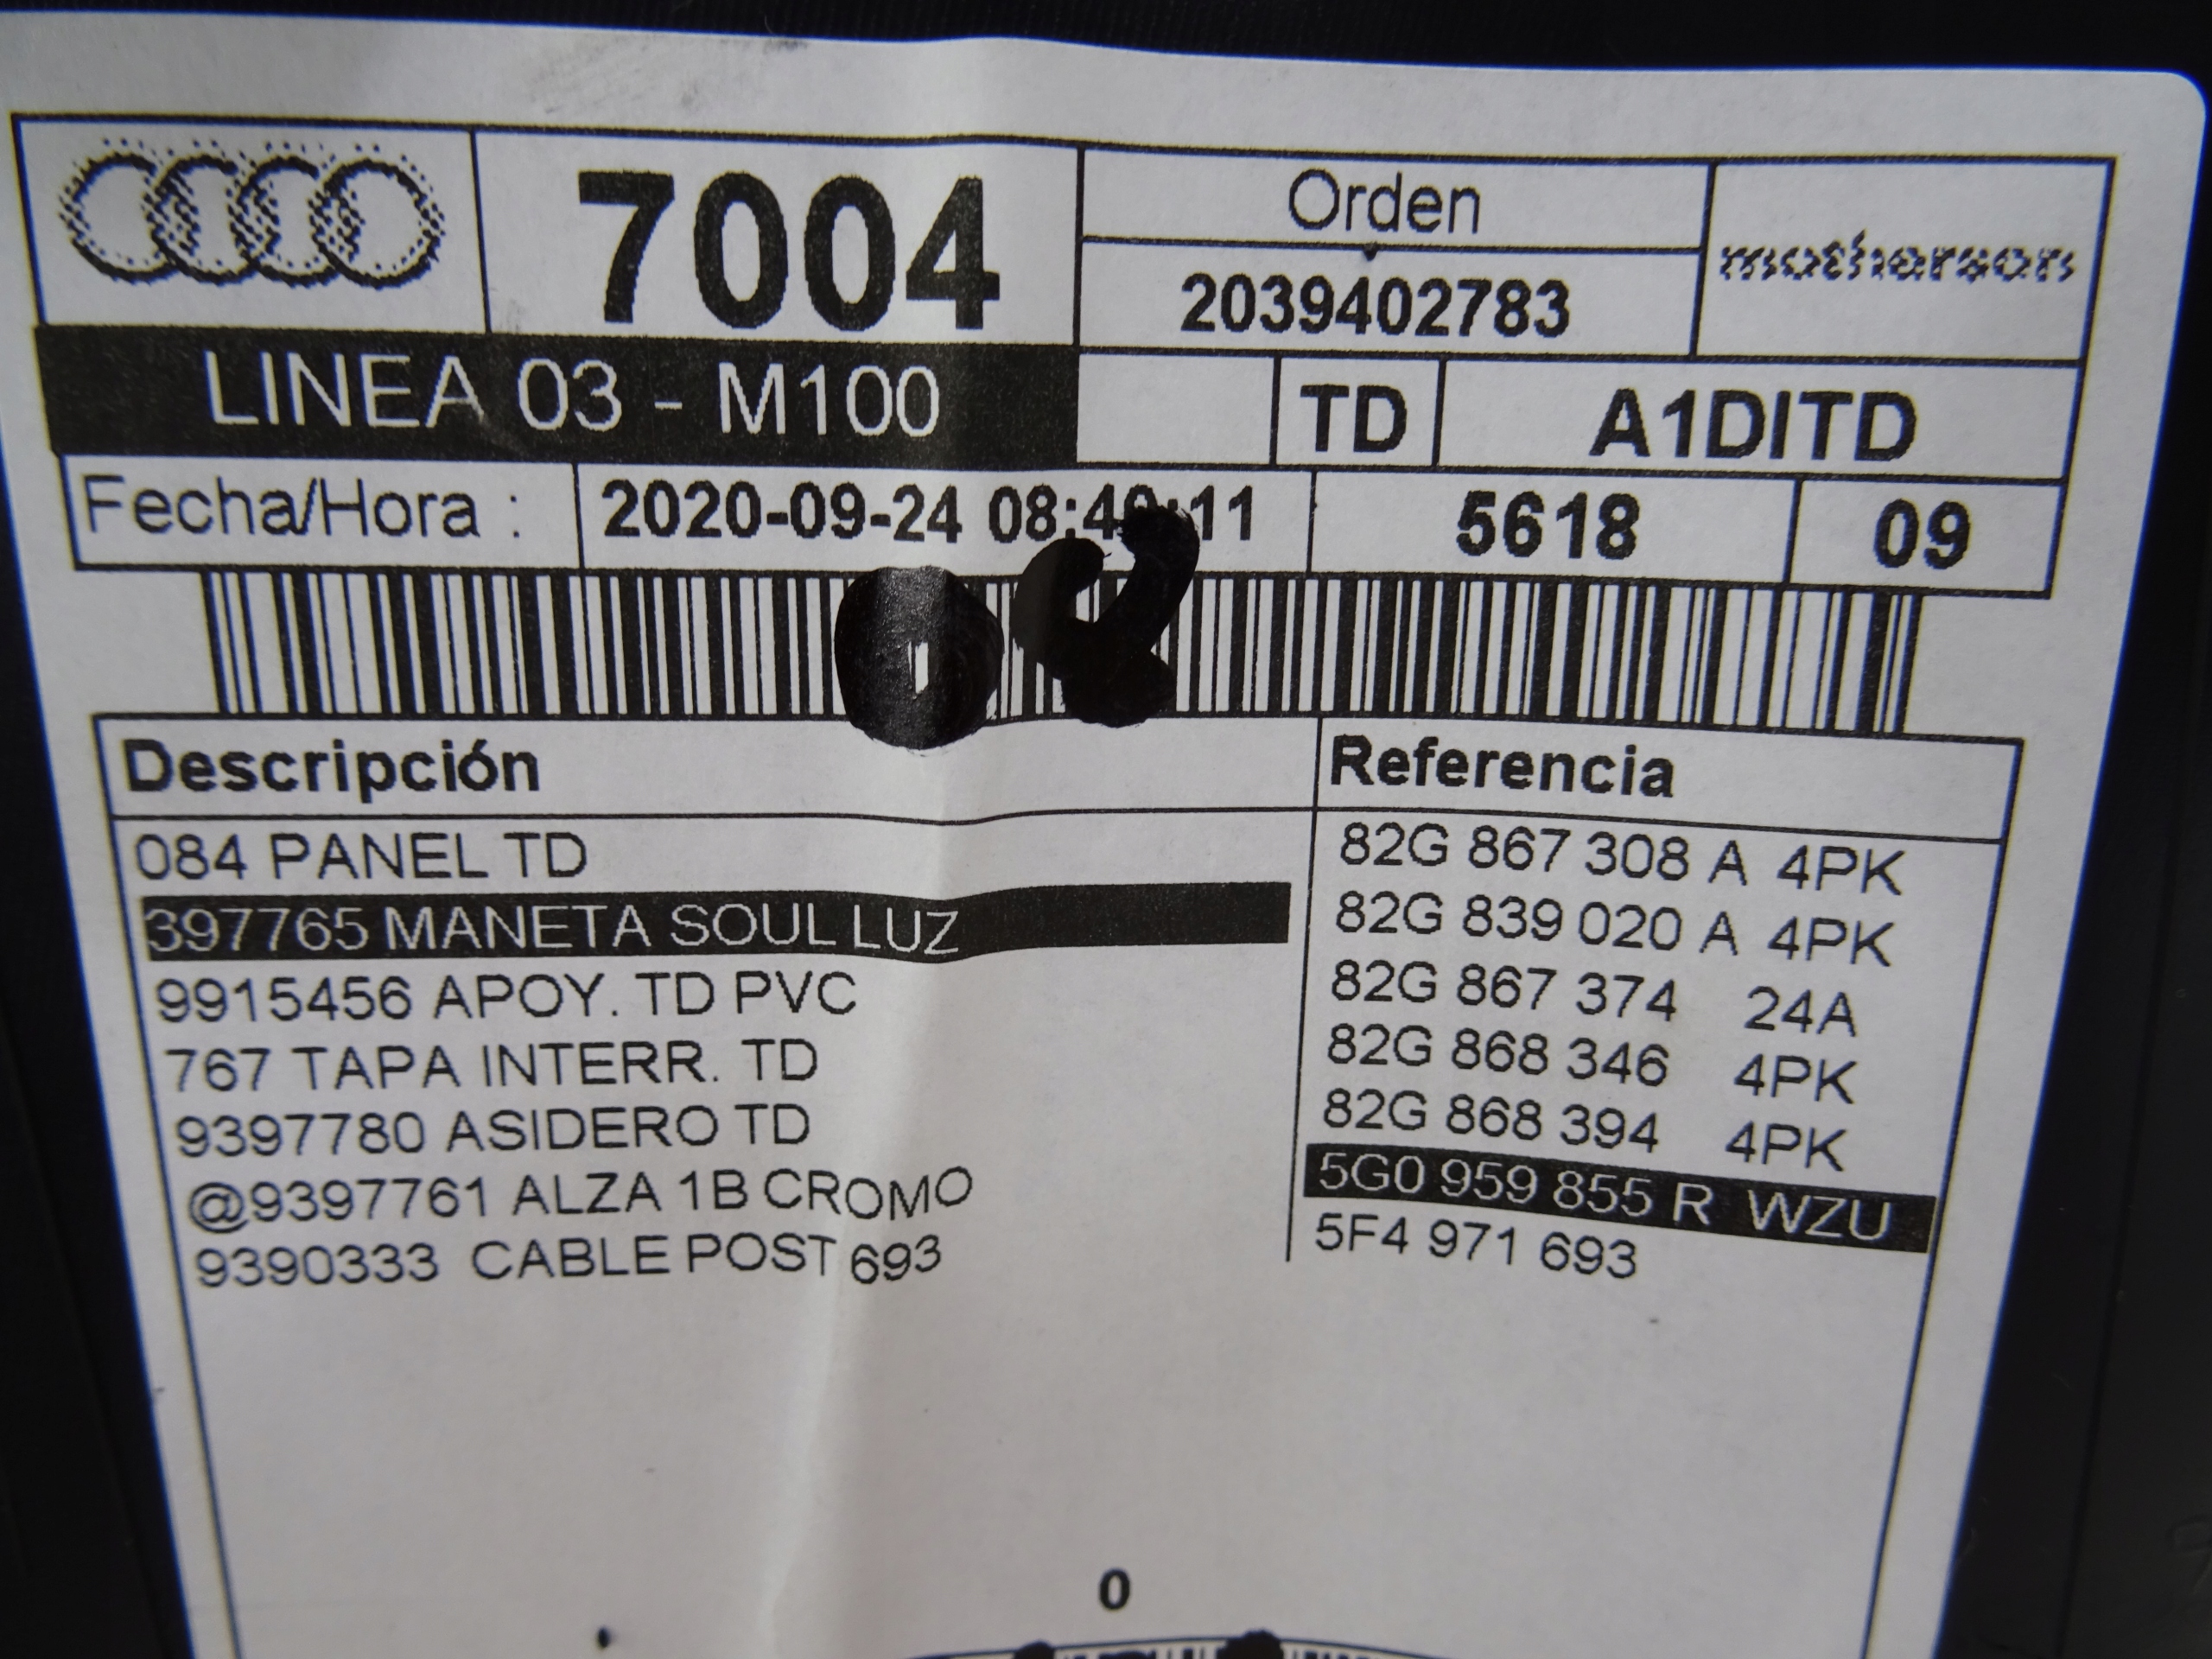 7004
Orden
2039402783
motherson
LINEA 03 - M100
TD
A1DITD
Fecha/Hora :
2020-09-24
5618
09
Descripción
Referencia
084 PANEL TD
82G 867 308 A 4PK
397765 MANETA SOUL LUZ
82G 839 020 A 4PK
9915456 APOY. TD PVC
82G 867 374 24A
767 TAPA INTERR. TD
82G 868 346 4PK
9397780 ASIDERO TD
82G 868 394 4PK
@9397761 ALZA 1B CROMO
5G0 959 855 R WZU
9390333 CABLE POST 693
5F4 971 693
0